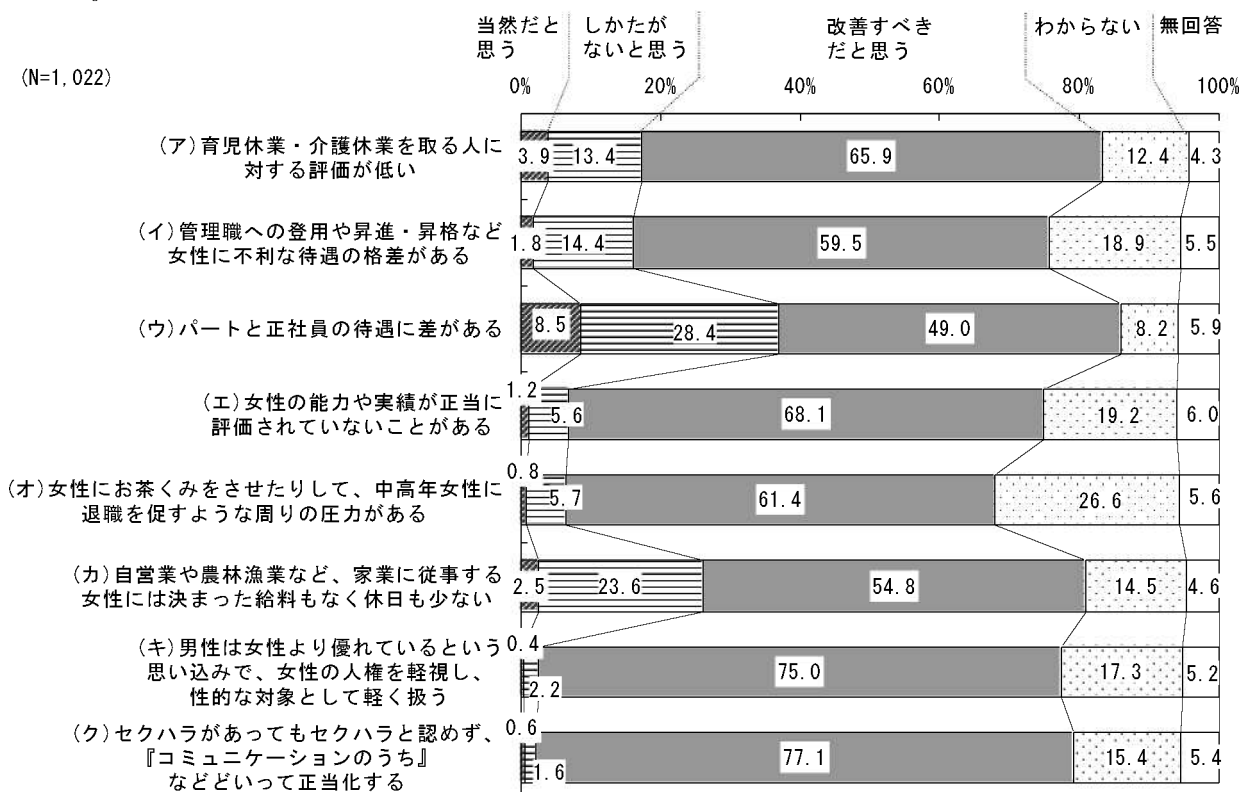 当然だと
思う
しかたが
ないと思う
改善すべき
だと思う
わからない
無回答
(N=1,022)
0%
20%
40%
60%
80%
100%
(ア)育児休業・介護休業を取る人に
対する評価が低い
3.9
13.4
65.9
12.4
4.3
(イ)管理職への登用や昇進・昇格など
女性に不利な待遇の格差がある
1.8
14.4
59.5
18.9
5.5
(ウ)パートと正社員の待遇に差がある
8.5
28.4
49.0
8.2
5.9
(エ)女性の能力や実績が正当に
評価されていないことがある
1.2
5.6
68.1
19.2
6.0
(オ)女性にお茶くみをさせたりして、中高年女性に
退職を促すような周りの圧力がある
0.8
5.7
61.4
26.6
5.6
(カ)自営業や農林漁業など、家業に従事する
女性には決まった給料もなく休日も少ない
2.5
23.6
54.8
14.5
4.6
(キ)男性は女性より優れているという
思い込みで、女性の人権を軽視し、
性的な対象として軽く扱う
0.4
2.2
75.0
17.3
5.2
(ク)セクハラがあってもセクハラと認めず、
『コミュニケーションのうち』
などどいって正当化する
0.6
1.6
77.1
15.4
5.4